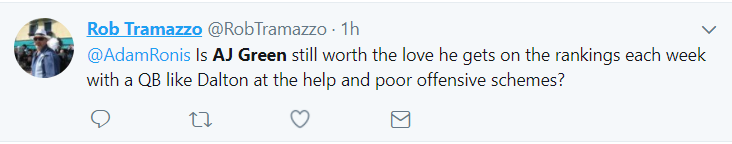 Rob Tramazzo @RobTramazzo · 1h
@AdamRonis Is AJ Green still worth the love he gets on the rankings each week
with a QB like Dalton at the help and poor offensive schemes?